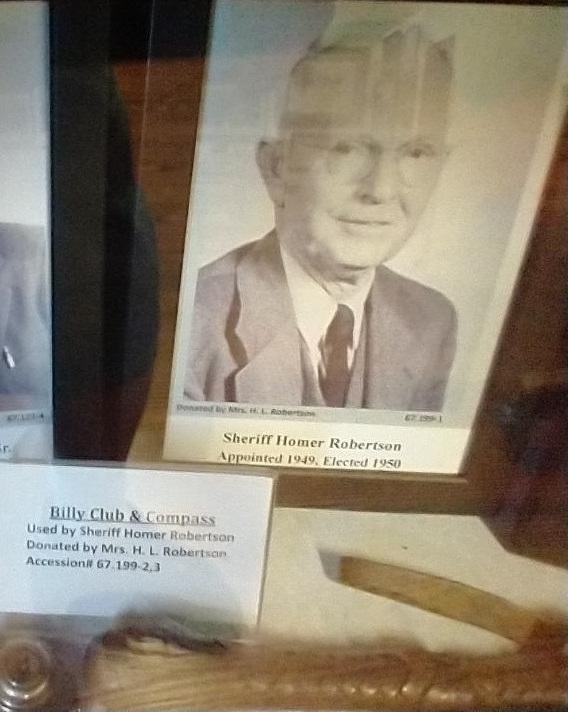 Donated by Mrs. H. L. Robertson
67.199-1
Sheriff Homer Robertson
Appointed 1949, Elected 1950
Billy Club & Compass
Used by Sheriff Homer Robertson
Donated by Mrs. H. L. Robertson
Accession# 67.199-2,3